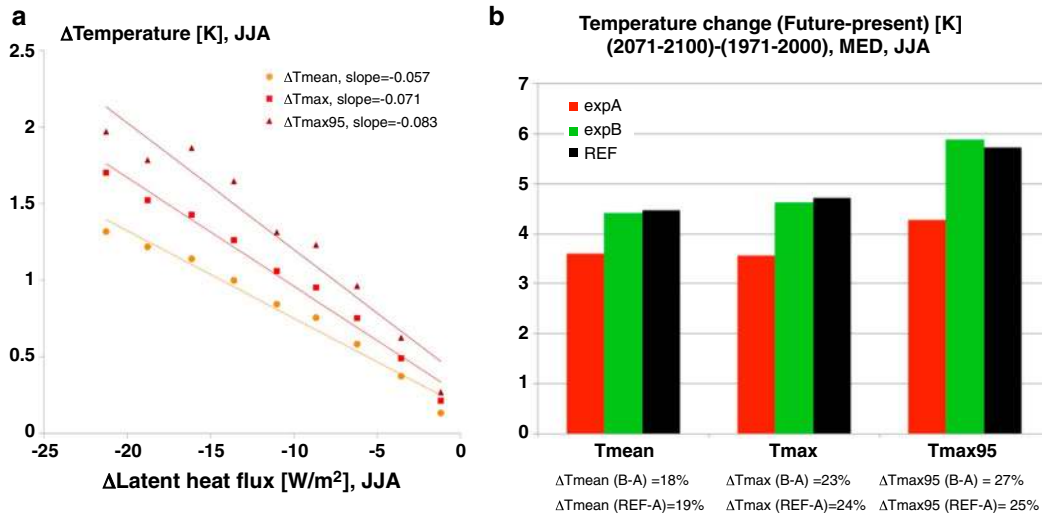 a
ΔTemperature [K], JJA
2.5
2
1.5
1
0.5
0
ΔTmean, slope=-0.057
ΔTmax, slope=-0.071
ΔTmax95, slope=-0.083
-25 -20 -15 -10 -5 0
ΔLatent heat flux [W/m²], JJA
b
Temperature change (Future-present) [K]
(2071-2100)-(1971-2000), MED, JJA
7
6
5
4
3
2
1
0
expA
expB
REF
Tmean Tmax Tmax95
ΔTmean (B-A) =18% ΔTmax (B-A) =23% ΔTmax95 (B-A) = 27%
ΔTmean (REF-A)=19% ΔTmax (REF-A)=24% ΔTmax95 (REF-A)= 25%